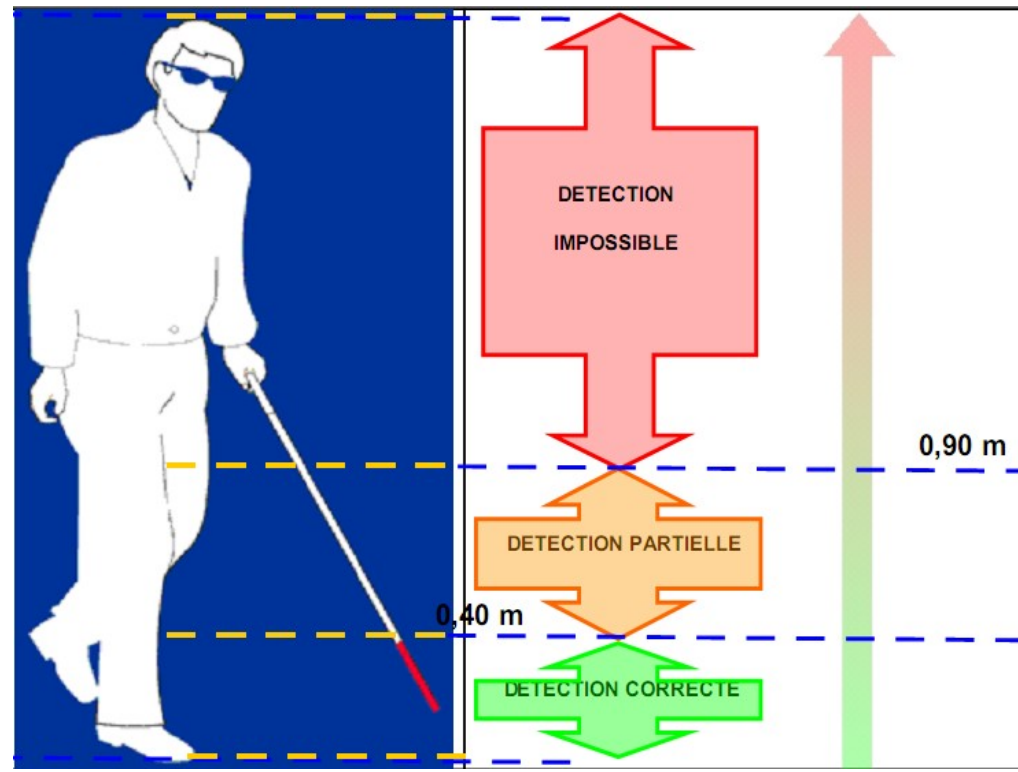 DETECTION
IMPOSSIBLE
0,90 m
DETECTION PARTIELLE
0,40 m
DETECTION CORRECTE